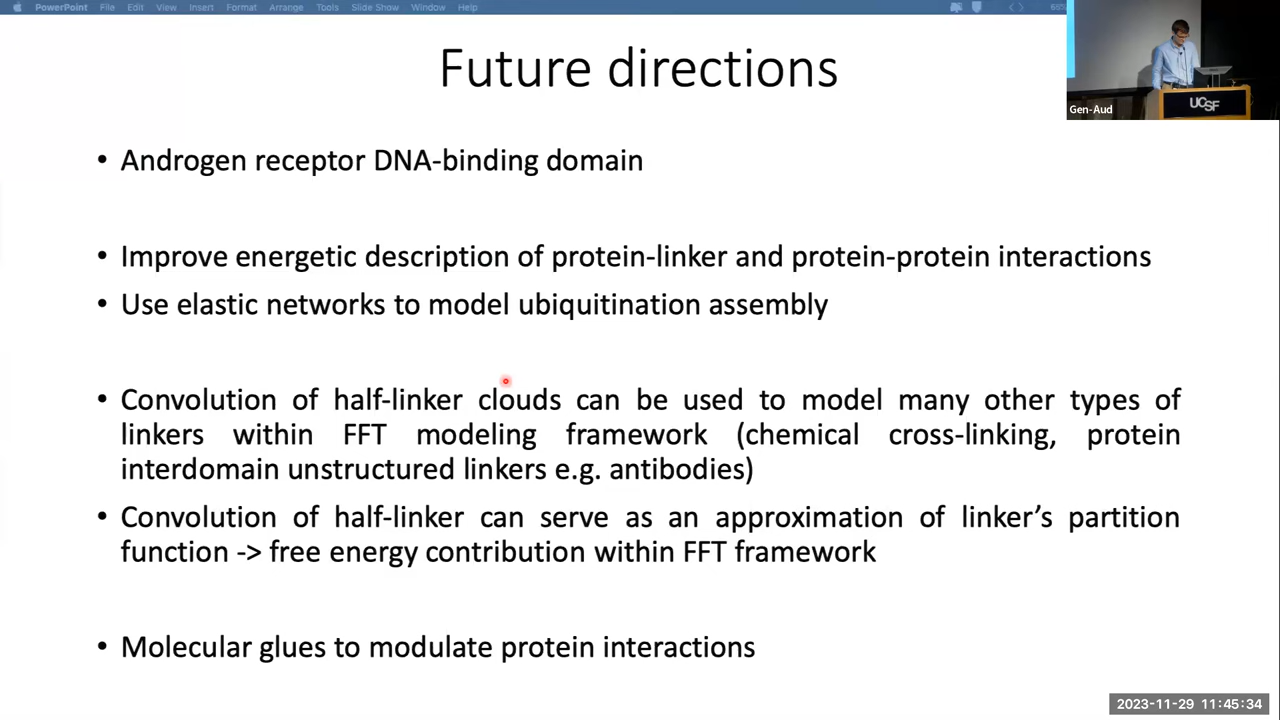 PowerPoint File Edit View Insert Format Arrange Tools Slide Show Window Help
Future directions
UCSF
Gen-Aud
• Androgen receptor DNA-binding domain
• Improve energetic description of protein-linker and protein-protein interactions
• Use elastic networks to model ubiquitination assembly
• Convolution of half-linker clouds can be used to model many other types of
linkers within FFT modeling framework (chemical cross-linking, protein
interdomain unstructured linkers e.g. antibodies)
• Convolution of half-linker can serve as an approximation of linker's partition
function -> free energy contribution within FFT framework
• Molecular glues to modulate protein interactions
2023-11-29 11:45:34